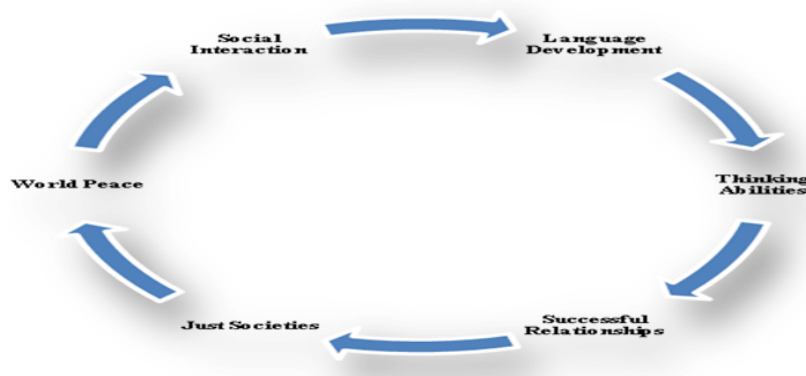 Social
Interaction
Language
Development
Thinking
Abilities
Successful
Relationships
Just Societies
World Peace